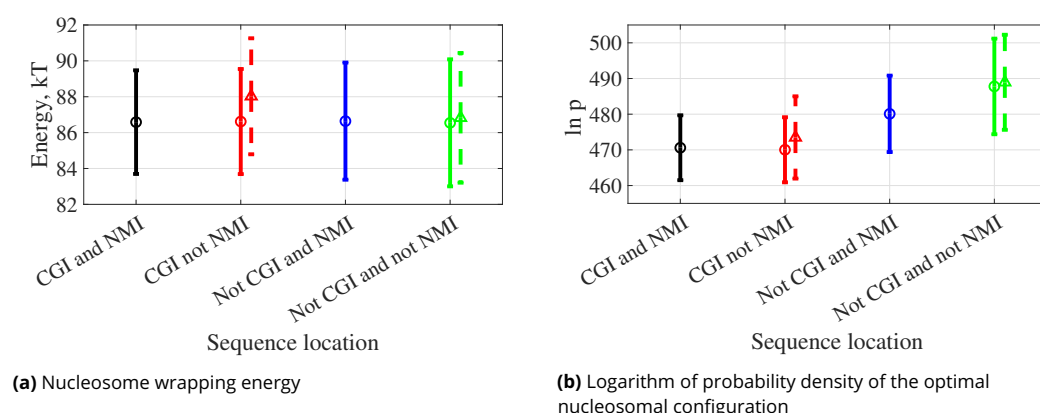 92
90
88
86
84
82
Energy, kT
CGI and NMI
CGI not NMI
Not CGI and NMI
Not CGI and not NMI
Sequence location
(a) Nucleosome wrapping energy
500
490
480
470
460
ln p
CGI and NMI
CGI not NMI
Not CGI and NMI
Not CGI and not NMI
Sequence location
(b) Logarithm of probability density of the optimal
nucleosomal configuration